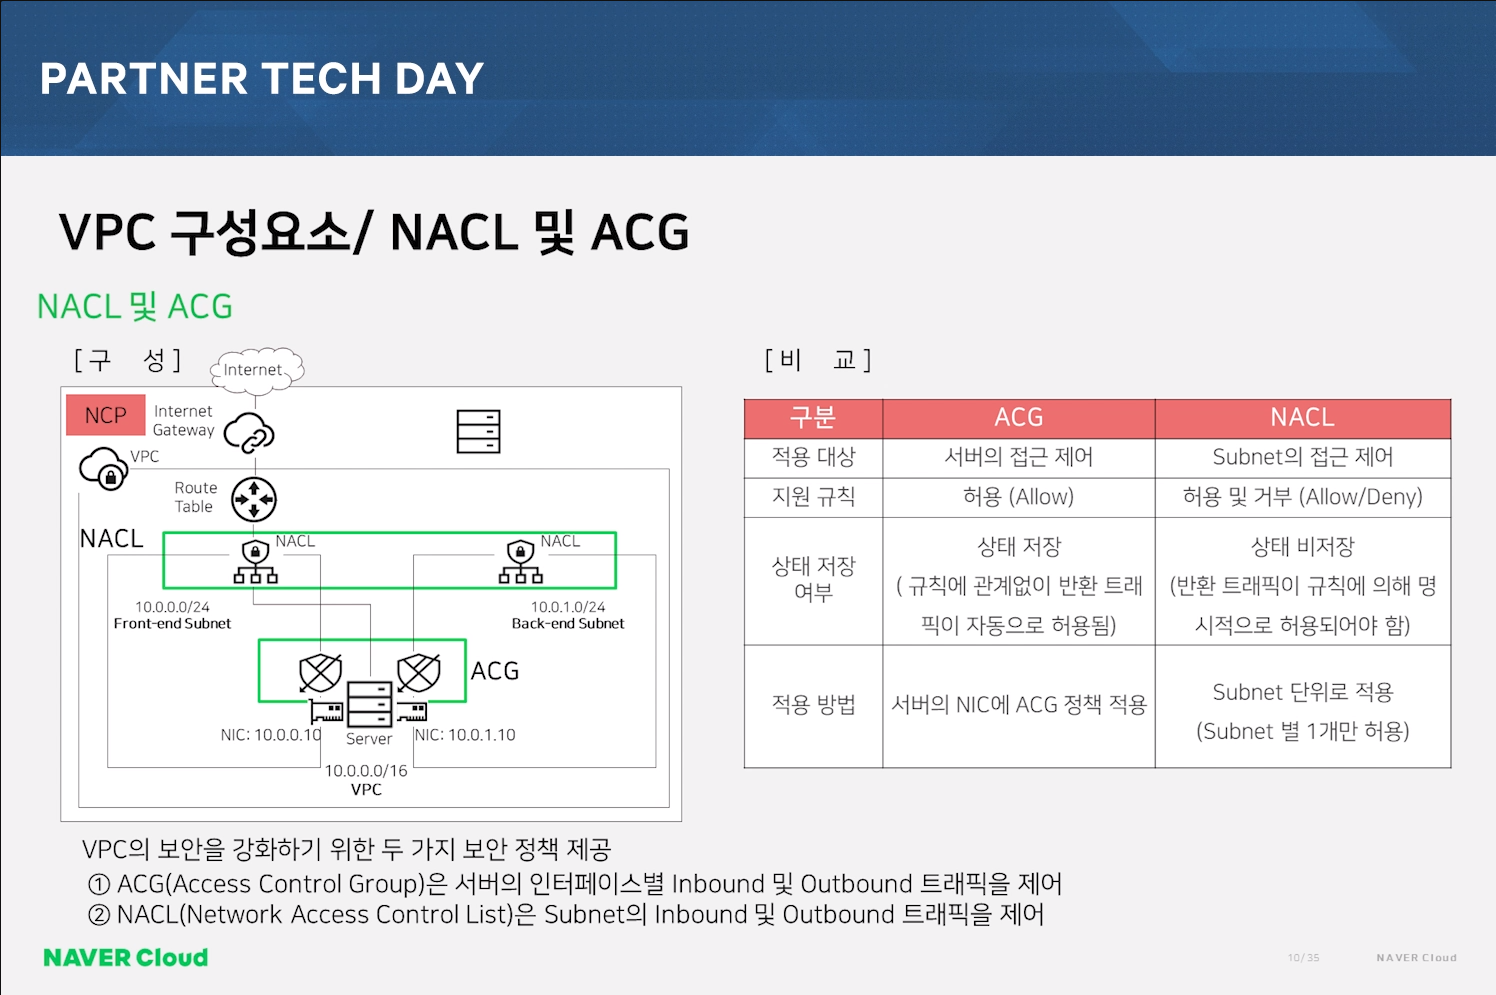 PARTNER TECH DAY
VPC 구성요소/ NACL 및 ACG
NACL 및 ACG
[ 구 성 ]
Internet
NCP
Internet
Gateway
VPC
Route
Table
NACL
NACL
NACL
10.0.0.0/24
Front-end Subnet
10.0.1.0/24
Back-end Subnet
ACG
NIC: 10.0.0.10
Server
NIC: 10.0.1.10
10.0.0.0/16
VPC
[ 비 교 ]
구분 ACG NACL
적용 대상 서버의 접근 제어 Subnet의 접근 제어
지원 규칙 허용 (Allow) 허용 및 거부 (Allow/Deny)
상태 저장
여부
상태 저장
( 규칙에 관계없이 반환 트래
픽이 자동으로 허용됨)
상태 비저장
(반환 트래픽이 규칙에 의해 명
시적으로 허용되어야 함)
적용 방법
서버의 NIC에 ACG 정책 적용
Subnet 단위로 적용
(Subnet 별 1개만 허용)
VPC의 보안을 강화하기 위한 두 가지 보안 정책 제공
① ACG(Access Control Group)은 서버의 인터페이스별 Inbound 및 Outbound 트래픽을 제어
② NACL(Network Access Control List)은 Subnet의 Inbound 및 Outbound 트래픽을 제어
NAVER Cloud
10/35
NAVER Cloud